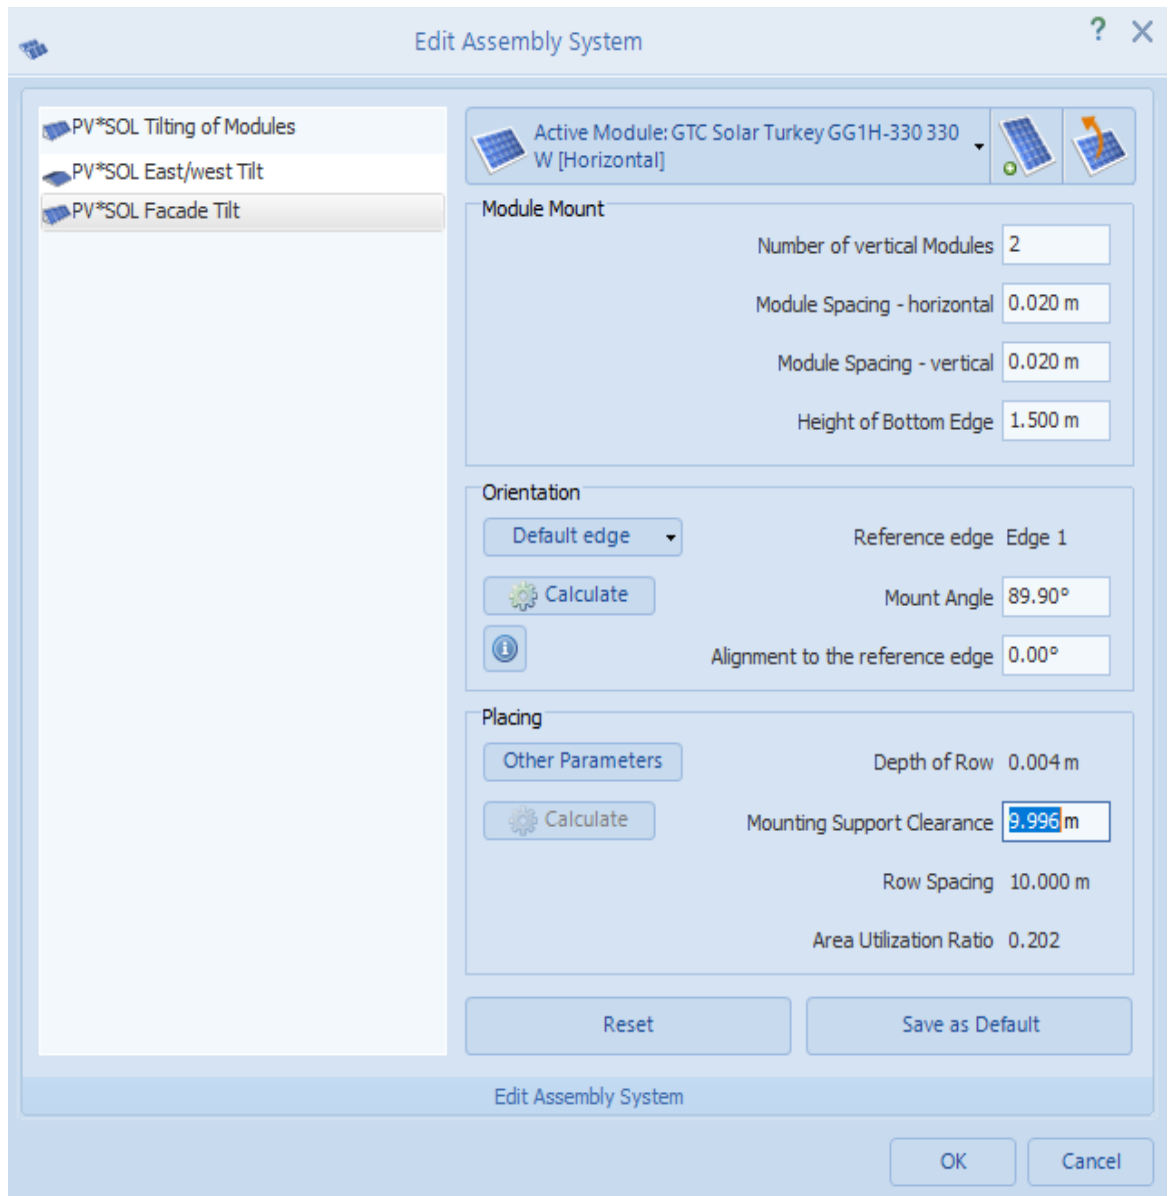 Edit Assembly System
?
PV*SOL Tilting of Modules
PV*SOL East/west Tilt
PV*SOL Facade Tilt
Active Module: GTC Solar Turkey GG1H-330 330
W [Horizontal]
Module Mount
Number of vertical Modules 2
Module Spacing - horizontal 0.020 m
Module Spacing - vertical 0.020 m
Height of Bottom Edge 1.500 m
Orientation
Default edge Reference edge Edge 1
Calculate Mount Angle 89.90°
Alignment to the reference edge 0.00°
Placing
Other Parameters Depth of Row 0.004 m
Calculate Mounting Support Clearance 9.996 m
Row Spacing 10.000 m
Area Utilization Ratio 0.202
Reset Save as Default
Edit Assembly System
OK Cancel